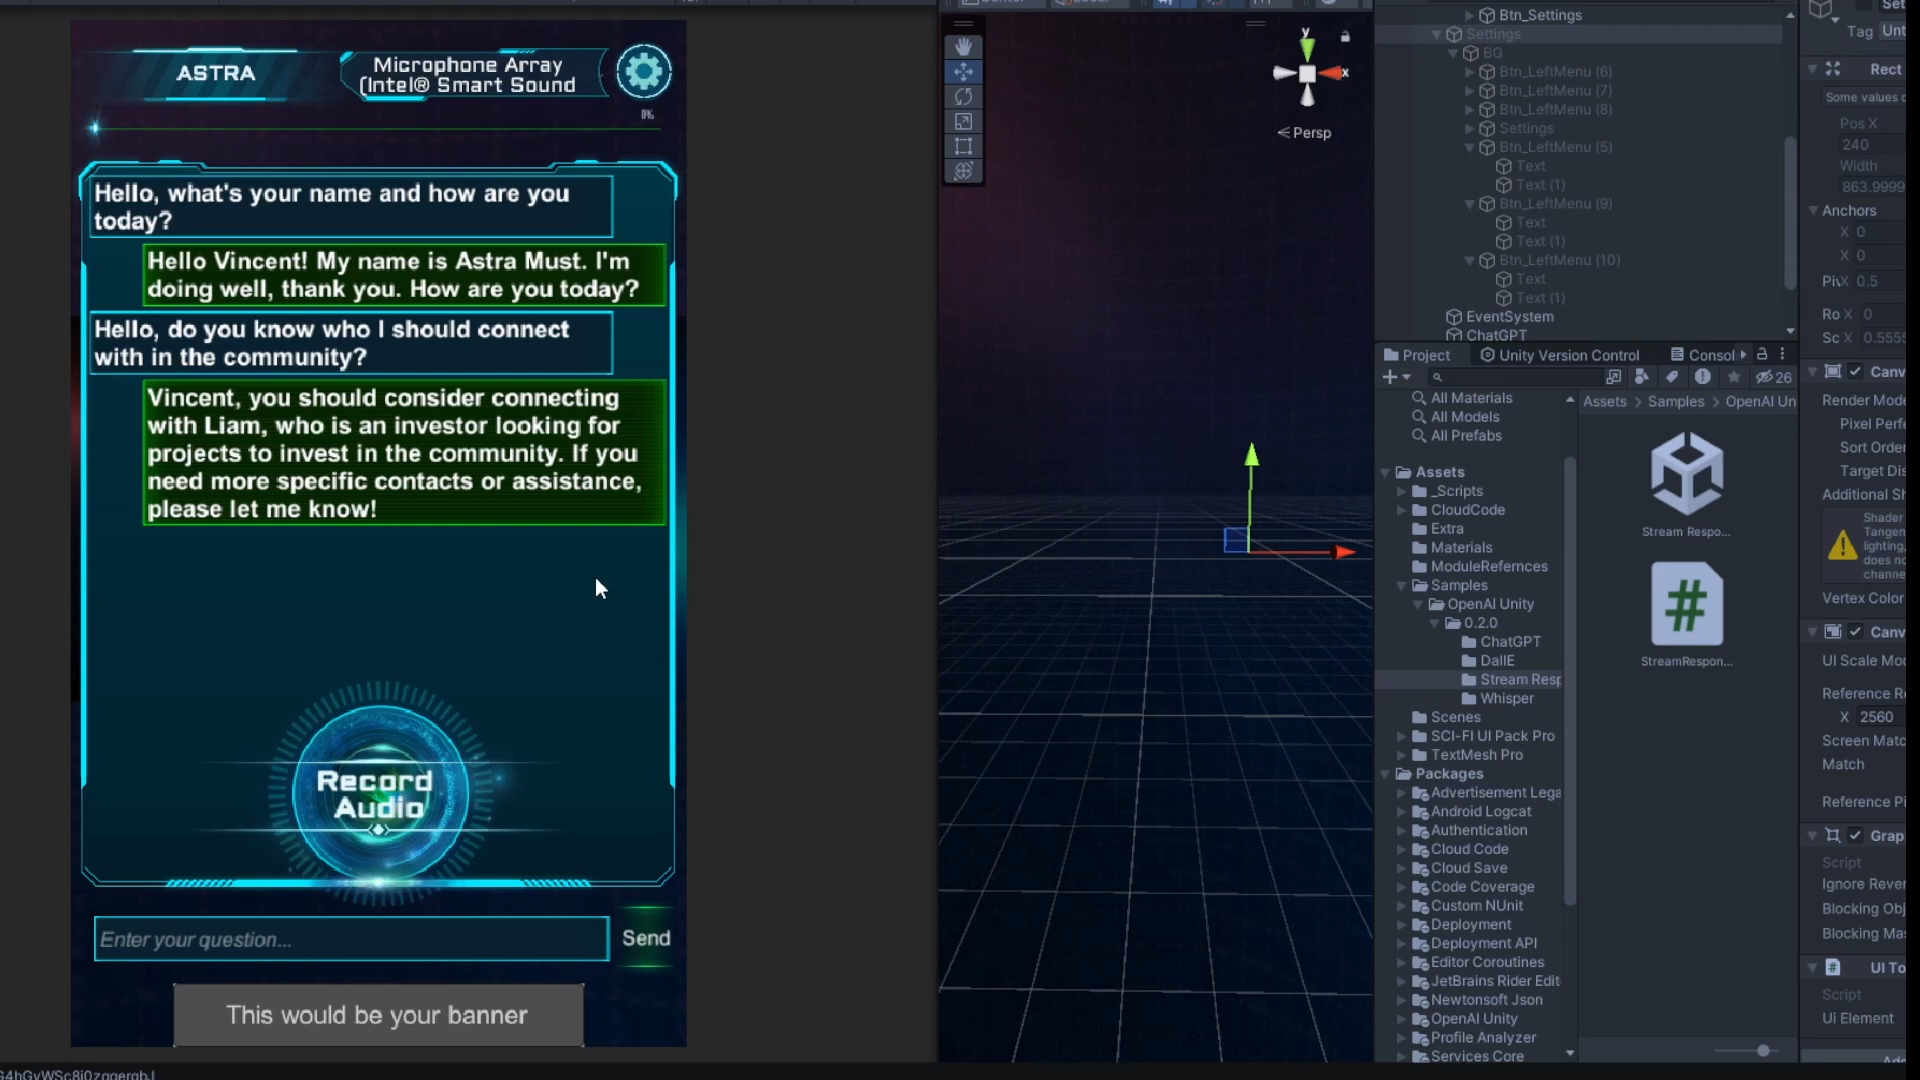 ASTRA
Microphone Array
(Intel® Smart Sound
0%
Hello, what's your name and how are you
today?
Hello Vincent! My name is Astra Must. I'm
doing well, thank you. How are you today?
Hello, do you know who I should connect
with in the community?
Vincent, you should consider connecting
with Liam, who is an investor looking for
projects to invest in the community. If you
need more specific contacts or assistance,
please let me know!
Record
Audio
Enter your question...
Send
This would be your banner
y
x
Persp
Btn_Settings
Settings
BG
Btn_LeftMenu (6)
Btn_LeftMenu (7)
Btn_LeftMenu (8)
Settings
Btn_LeftMenu (5)
Text
Text (1)
Btn_LeftMenu (9)
Text
Text (1)
Btn_LeftMenu (10)
Text
Text (1)
EventSystem
ChatGPT
Project
Unity Version Control
Consol
26
All Materials
All Models
All Prefabs
Assets
_Scripts
CloudCode
Extra
Materials
ModuleRefernces
Samples
OpenAI Unity
0.2.0
ChatGPT
DallE
Stream Resp
Whisper
Scenes
SCI-FI UI Pack Pro
TextMesh Pro
Packages
Advertisement Lega
Android Logcat
Authentication
Cloud Code
Cloud Save
Code Coverage
Custom NUnit
Deployment
Deployment API
Editor Coroutines
JetBrains Rider Edit
Newtonsoft Json
OpenAI Unity
Profile Analyzer
Services Core
Assets > Samples > OpenAI Un
Stream Respo...
StreamRespon...
Tag Unt
Rect
Some values
Pos X
240
Width
863.9999
Anchors
X 0
X 0
X 0.5
Ro X 0
Sc X 0.5555
Canv
Render Mode
Pixel Perfe
Sort Order
Target Dis
Additional Sh
Shader
Tangen
lighting,
does no
channe
Vertex Color
Canv
UI Scale Mod
Reference Re
X 2560
Screen Matc
Match
Reference Pi
Grap
Script
Ignore Rever
Blocking Obj
Blocking Mas
UI To
Script
Ui Element